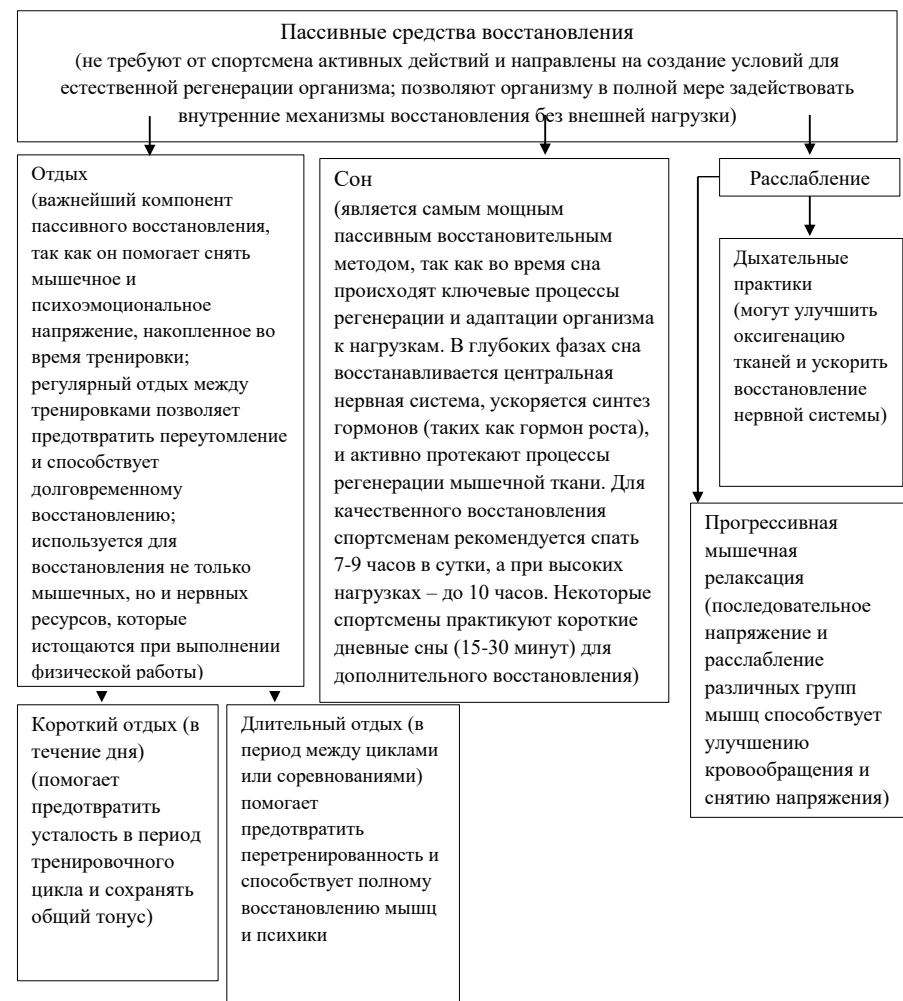 Пассивные средства восстановления
(не требуют от спортсмена активных действий и направлены на создание условий для
естественной регенерации организма; позволяют организму в полной мере задействовать
внутренние механизмы восстановления без внешней нагрузки)
Отдых
(важнейший компонент
пассивного восстановления,
так как он помогает снять
мышечное и
психоэмоциональное
напряжение, накопленное во
время тренировки;
регулярный отдых между
тренировками позволяет
предотвратить переутомление
и способствует
долговременному
восстановлению;
используется для
восстановления не только
мышечных, но и нервных
ресурсов, которые
истощаются при выполнении
физической работы)
Сон
(является самым мощным
пассивным восстановительным
методом, так как во время сна
происходят ключевые процессы
регенерации и адаптации организма
к нагрузкам. В глубоких фазах сна
восстанавливается центральная
нервная система, ускоряется синтез
гормонов (таких как гормон роста),
и активно протекают процессы
регенерации мышечной ткани. Для
качественного восстановления
спортсменам рекомендуется спать
7-9 часов в сутки, а при высоких
нагрузках – до 10 часов. Некоторые
спортсмены практикуют короткие
дневные сны (15-30 минут) для
дополнительного восстановления)
Расслабление
Дыхательные
практики
(могут улучшить
оксигенацию
тканей и ускорить
восстановление
нервной системы)
Прогрессивная
мышечная
релаксация
(последовательное
напряжение и
расслабление
различных групп
мышц способствует
улучшению
кровообращения и
снятию напряжения)
Короткий отдых (в
течение дня)
(помогает
предотвратить
усталость в период
тренировочного
цикла и сохранять
общий тонус)
Длительный отдых (в
период между циклами
или соревнованиями)
помогает
предотвратить
перетренированность и
способствует полному
восстановлению мышц
и психики